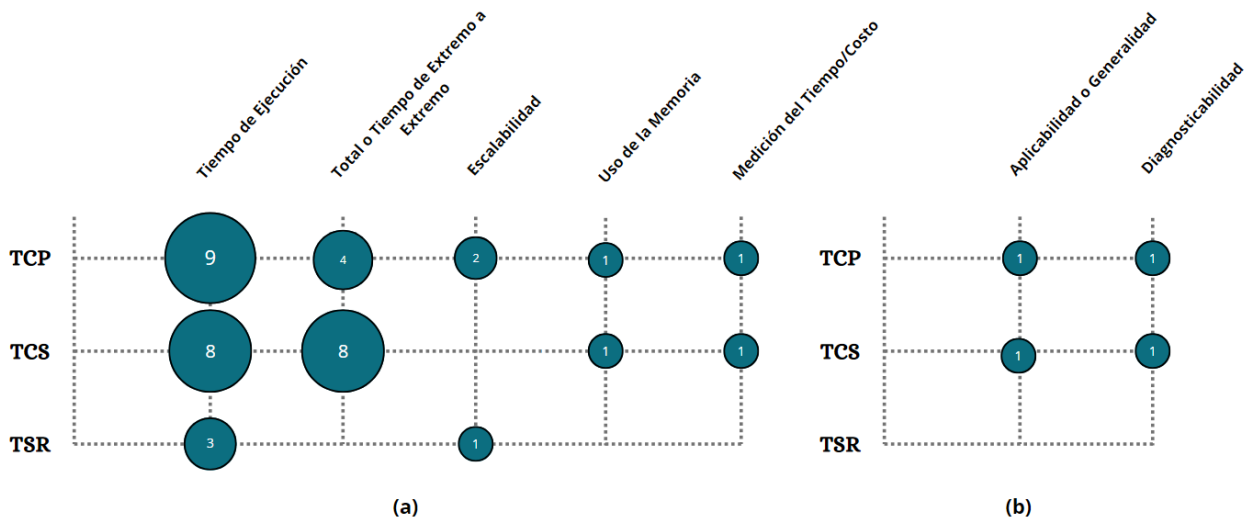 Tiempo de Ejecución
Total o Tiempo de Extremo a
Extremo
Escalabilidad
Uso de la Memoria
Medición del Tiempo/Costo
TCP
9
4
2
1
1
TCS
8
8
1
1
TSR
3
1
(a)
Aplicabilidad o Generalidad
Diagnosticabilidad
TCP
1
1
TCS
1
1
TSR
(b)